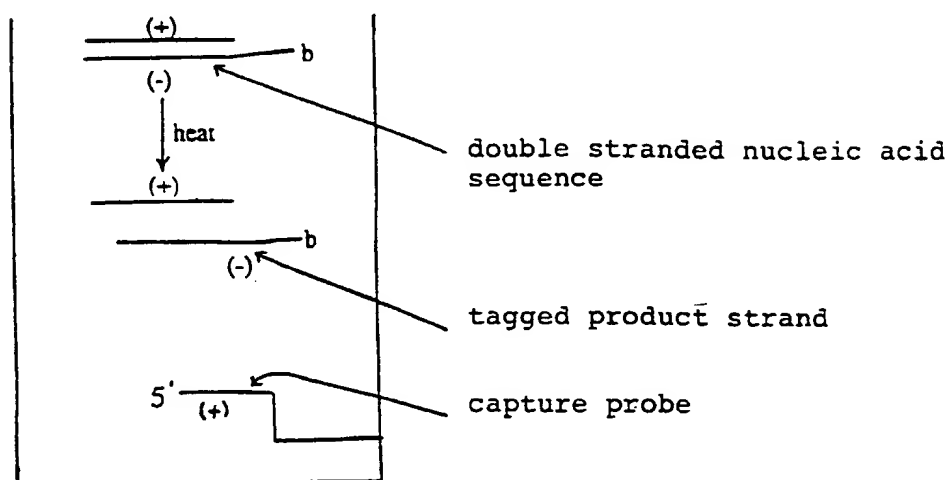 (+)
b
(-)
heat
double stranded nucleic acid
sequence
(+)
b
(-)
tagged product strand
5'
(+)
capture probe